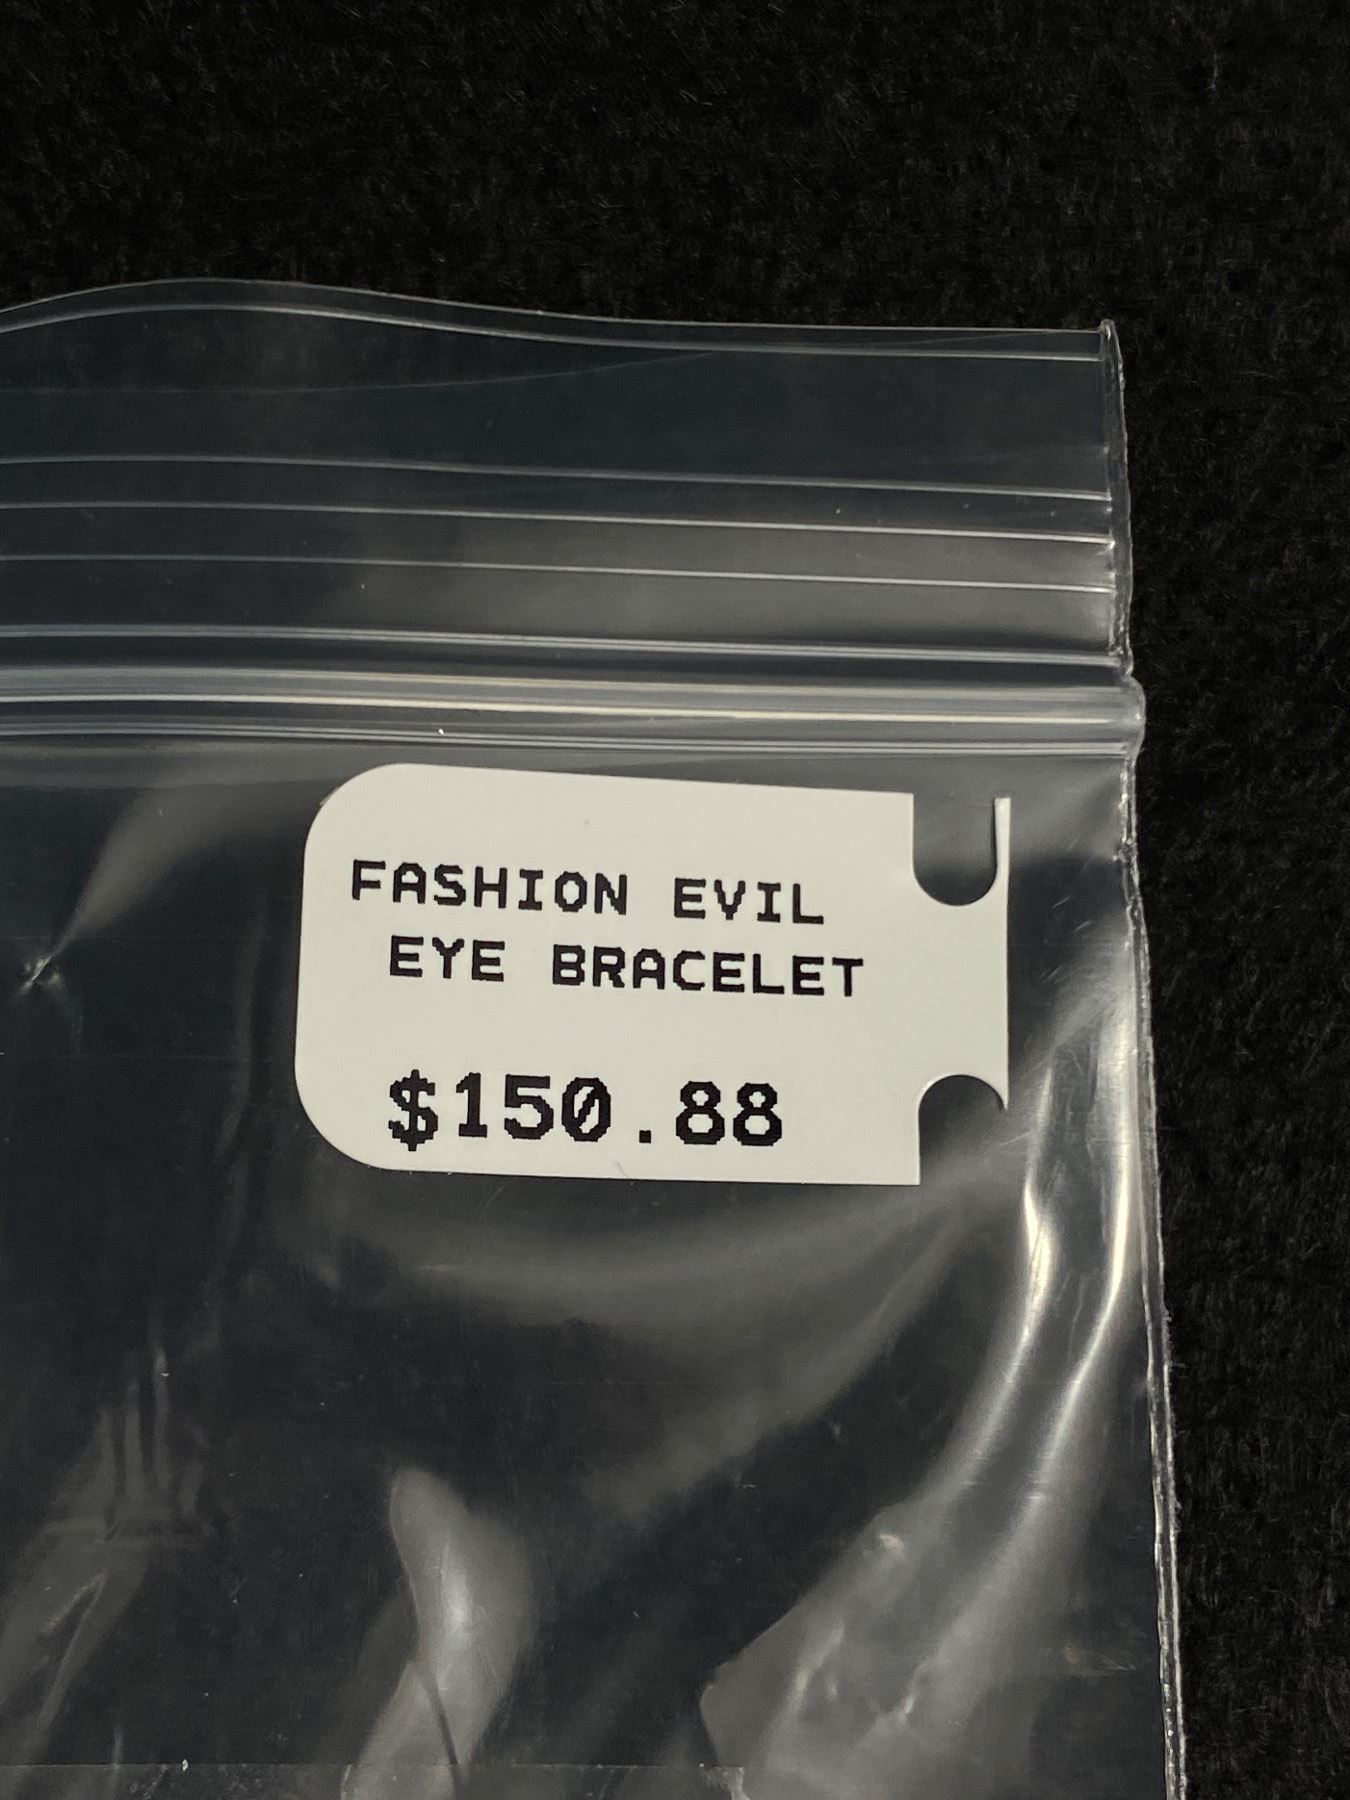 FASHION EVIL
EYE BRACELET
$150.88